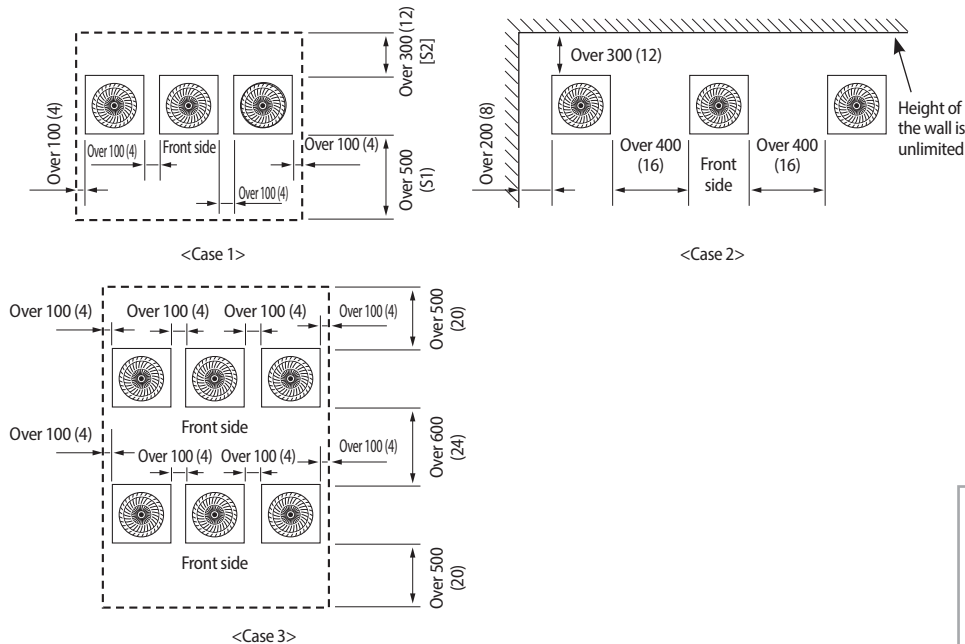 Over 300 (12)
[S2]
Over 100 (4)
Over 100 (4)
Front side
Over 100 (4)
Over 100 (4)
Over 500
(S1)
<Case 1>
Over 300 (12)
Over 200 (8)
Over 400
(16)
Front
side
Over 400
(16)
Height of
the wall is
unlimited
<Case 2>
Over 100 (4)
Over 100 (4)
Over 100 (4)
Over 100 (4)
Over 500
(20)
Front side
Over 100 (4)
Over 100 (4)
Over 100 (4)
Over 100 (4)
Over 600
(24)
Front side
Over 500
(20)
<Case 3>